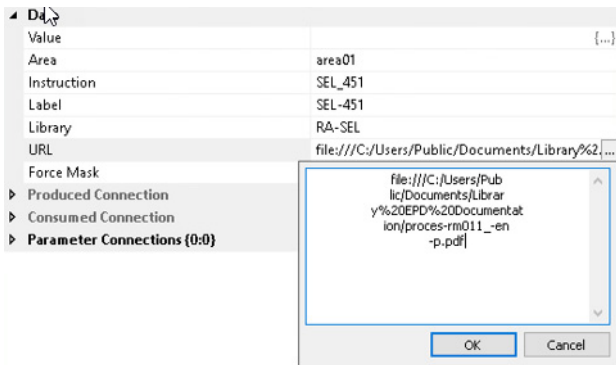 Da
Value {...}
Area area01
Instruction SEL_451
Label SEL-451
Library RA-SEL
URL file:///C:/Users/Public/Documents/Library%2. ...
Force Mask
Produced Connection
Consumed Connection
Parameter Connections {0:0}
file:///C:/Users/Pub
lic/Documents/Librar
y%20EPD%20Documentat
ion/proces-rm011_-en
-p.pdf
OK Cancel